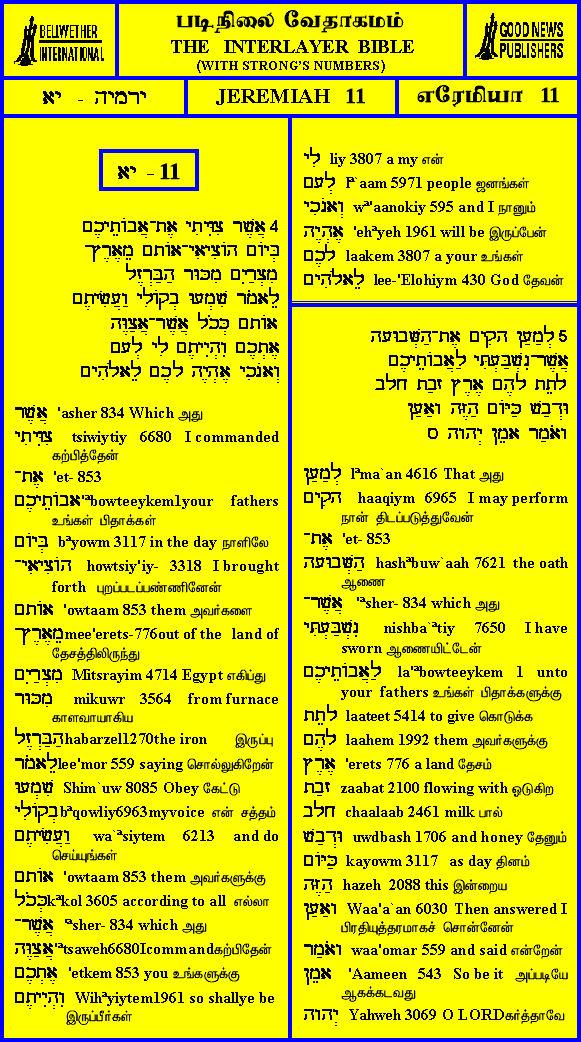 BELLWETHER
INTERNATIONAL
படிநிலை வேதாகமம்
THE INTERLAYER BIBLE
(WITH STRONG'S NUMBERS)
GOOD NEWS
PUBLISHERS
ירמיה - יא
JEREMIAH 11
எரேமியா 11
יא - 11
4 אֲשֶׁר צִוִּיתִי אֶת־אֲבוֹתֵיכֶם
בְּיוֹם הוֹצִיאִי־אוֹתָם מֵאֶרֶץ־
מִצְרַיִם מִכּוּר הַבַּרְזֶל
לֵאמֹר שִׁמְעוּ בְקוֹלִי וַעֲשִׂיתֶם
אוֹתָם כְּכֹל אֲשֶׁר־אֲצַוֶּה
אֶתְכֶם וִהְיִיתֶם לִי לְעָם
וְאָנֹכִי אֶהְיֶה לָכֶם לֵאלֹהִים
אֲשֶׁר 'asher 834 Which அது
צִוִּיתִי tsiwiytiy 6680 I commanded
கற்பித்தேன்
אֶת־ 'et- 853
אֲבוֹתֵיכֶם 'ªbowteeykem1your fathers
உங்கள் பிதாக்கள்
בְּיוֹם bªyowm 3117 in the day நாளிலே
הוֹצִיאִי־ howtsiy'iy- 3318 I brought
forth புறப்படப்பண்ணினேன்
אוֹתָם 'owtaam 853 them அவர்களை
מֵאֶרֶץ־ mee'erets-776out of the land of
தேசத்திலிருந்து
מִצְרַיִם Mitsrayim 4714 Egypt எகிப்து
מִכּוּר mikuwr 3564 from furnace
காளவாயாகிய
הַבַּרְזֶל habarzel1270the iron இருப்பு
לֵאמֹר lee'mor 559 saying சொல்லுகிறேன்
שִׁמְעוּ Shim`uw 8085 Obey கேட்டு
בְקוֹלִי bªqowliy6963myvoice என் சத்தம்
וַעֲשִׂיתֶם wa`ªsiytem 6213 and do
செய்யுங்கள்
אוֹתָם 'owtaam 853 them அவர்களுக்கு
כְּכֹל kªkol 3605 according to all எல்லா
אֲשֶׁר־ 'ªsher- 834 which அது
אֲצַוֶּה 'ªtsaweh6680Icommandகற்பிதேன்
אֶתְכֶם 'etkem 853 you உங்களுக்கு
וִהְיִיתֶם Wihªyiytem1961 so shallye be
இருப்பீர்கள்
לִי liy 3807 a my என்
לְעָם lª`aam 5971 people ஜனங்கள்
וְאָנֹכִי wª'aanokiy 595 and I நானும்
אֶהְיֶה 'ehªyeh 1961 will be இருப்பேன்
לָכֶם laakem 3807 a your உங்கள்
לֵאלֹהִים lee-'Elohiym 430 God தேவன்
5 לְמַעַן הָקִים אֶת־הַשְּׁבוּעָה
אֲשֶׁר־נִשְׁבַּעְתִּי לַאֲבוֹתֵיכֶם
לָתֵת לָהֶם אֶרֶץ זָבַת חָלָב
וּדְבַשׁ כַּיּוֹם הַזֶּה וָאַעַן
וָאֹמַר אָמֵן יְהוָה ס
לְמַעַן lªma`an 4616 That அது
הָקִים haaqiym 6965 I may perform
நான் திடப்படுத்துவேன்
אֶת־ 'et- 853
הַשְּׁבוּעָה hashªbuw`aah 7621 the oath
ஆணை
אֲשֶׁר־ 'ªsher- 834 which அது
נִשְׁבַּעְתִּי nishba`ªtiy 7650 I have
sworn ஆணையிட்டேன்
לַאֲבוֹתֵיכֶם la'ªbowteeykem 1 unto
your fathers உங்கள் பிதாக்களுக்கு
לָתֵת laateet 5414 to give கொடுக்க
לָהֶם laahem 1992 them அவர்களுக்கு
אֶרֶץ 'erets 776 a land தேசம்
זָבַת zaabat 2100 flowing with ஓடுகிற
חָלָב chaalaab 2461 milk பால்
וּדְבַשׁ uwdbash 1706 and honey தேனும்
כַּיּוֹם kayowm 3117 as day தினம்
הַזֶּה hazeh 2088 this இன்றைய
וָאַעַן Waa'a`an 6030 Then answered I
பிரதியுத்தரமாகச் சொன்னேன்
וָאֹמַר waa'omar 559 and said என்றேன்
אָמֵן 'Aameen 543 So be it அப்படியே
ஆகக்கடவது
יְהוָה Yahweh 3069 O LORDகர்த்தாவே